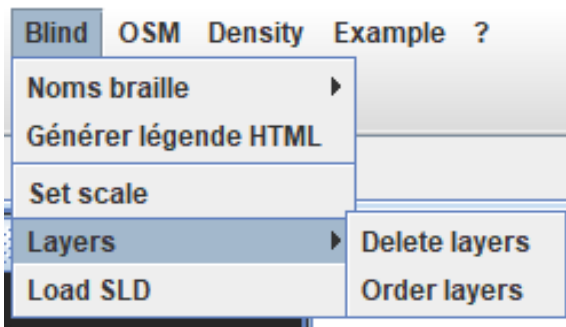 Blind OSM Density Example ?
Noms braille
Générer légende HTML
Set scale
Layers Delete layers
Load SLD Order layers